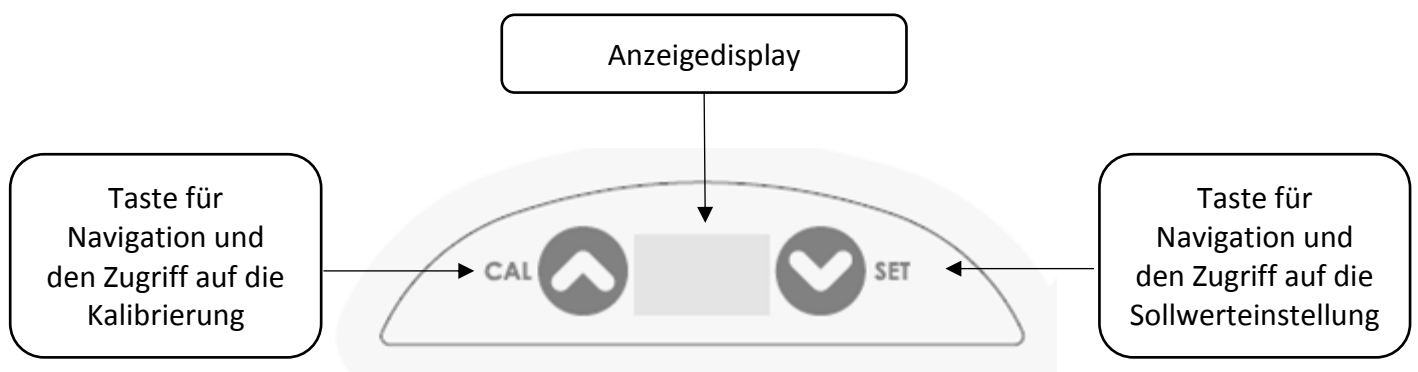 Anzeigedisplay
Taste für
Navigation und
den Zugriff auf die
Kalibrierung
CAL
SET
Taste für
Navigation und
den Zugriff auf die
Sollwerteinstellung